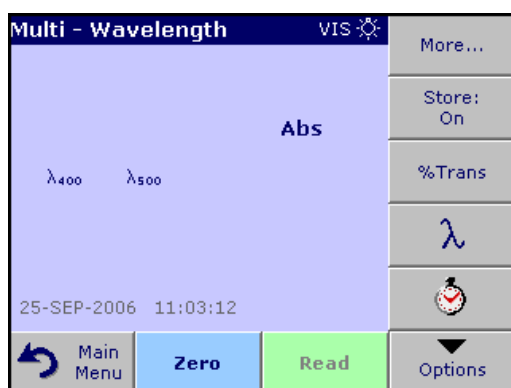 Multi - Wavelength VIS
More...
Store:
On
Abs
%Trans
λ400 λ500
λ
25-SEP-2006 11:03:12
Main
Menu
Zero
Read
Options